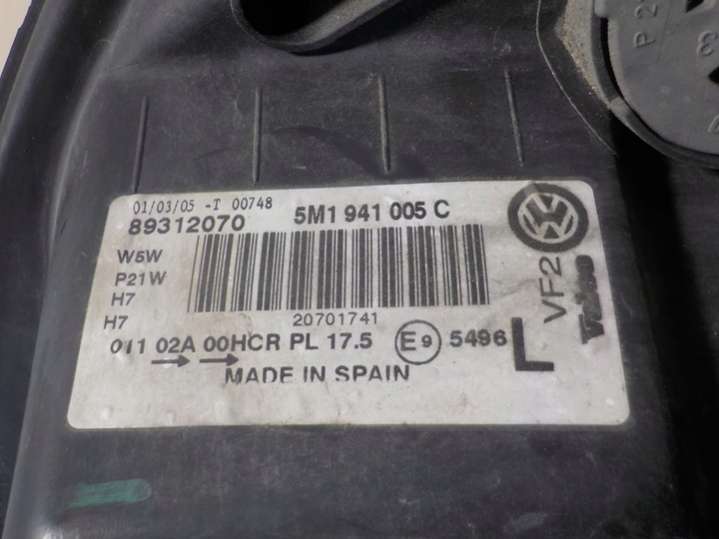 01/03/05 -T 00748
89312070 5M1 941 005 C
W5W
P21W
H7
H7
20701741
011 02A 00HCR PL 17.5 E9 5496
MADE IN SPAIN
L
VF2
Valeo
P 2